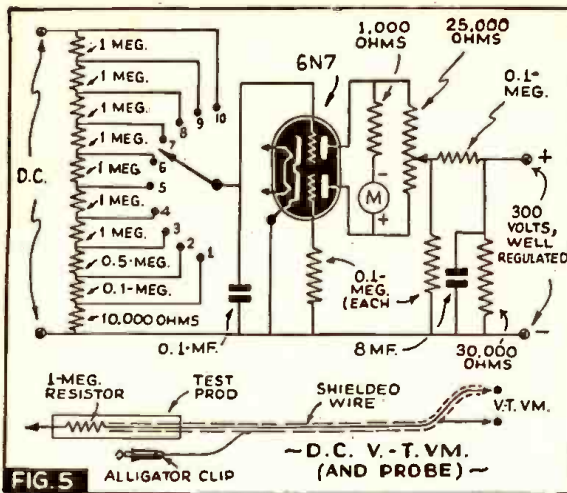 1 MEG.
1 MEG.
1 MEG.
1 MEG.
1 MEG.
1 MEG.
1 MEG.
0.5-MEG.
0.1-MEG.
10,000 OHMS
D.C.
10
9
8
7
6
5
4
3
2
1
6N7
1,000
OHMS
25,000
OHMS
0.1-
MEG.
-
M
+
+
300
VOLTS,
WELL
REGULATED
-
0.1-MF.
0.1-MEG.
(EACH)
8 MF.
30,000
OHMS
1-MEG.
RESISTOR
TEST
PROD
SHIELDED
WIRE
V.T.VM.
ALLIGATOR CLIP
~D.C. V.-T.VM.
(AND PROBE)~
FIG. 5